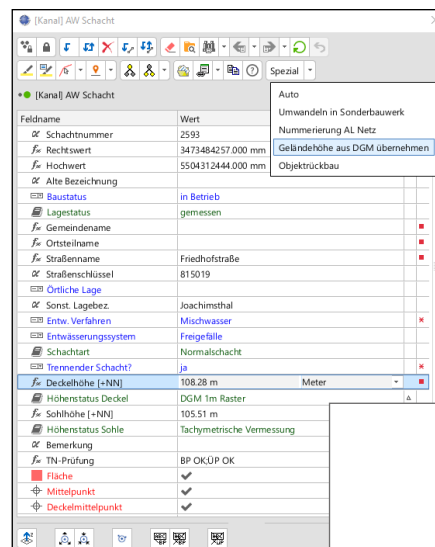 [Kanal] AW Schacht
Spezial
[Kanal] AW Schacht
Auto
Umwandeln in Sonderbauwerk
Nummerierung AL Netz
Geländehöhe aus DGM übernehmen
Objektrückbau
Feldname Wert
Schachtnummer 2593
Rechtswert 3473484257.000 mm
Hochwert 5504312444.000 mm
Alte Bezeichnung
Baustatus in Betrieb
Lagestatus gemessen
Gemeindename
Ortsteilname
Straßenname Friedhofstraße
Straßenschlüssel 815019
Örtliche Lage
Sonst. Lagebez. Joachimsthal
Entw. Verfahren Mischwasser
Entwässerungssystem Freigefälle
Schachtart Normalschacht
Trennender Schacht? ja
Deckelhöhe [+NN] 108.28 m Meter
Höhenstatus Deckel DGM 1m Raster
Sohlhöhe [+NN] 105.51 m
Höhenstatus Sohle Tachymetrische Vermessung
Bemerkung
TN-Prüfung BP OK;ÜP OK
Fläche
Mittelpunkt
Deckelmittelpunkt